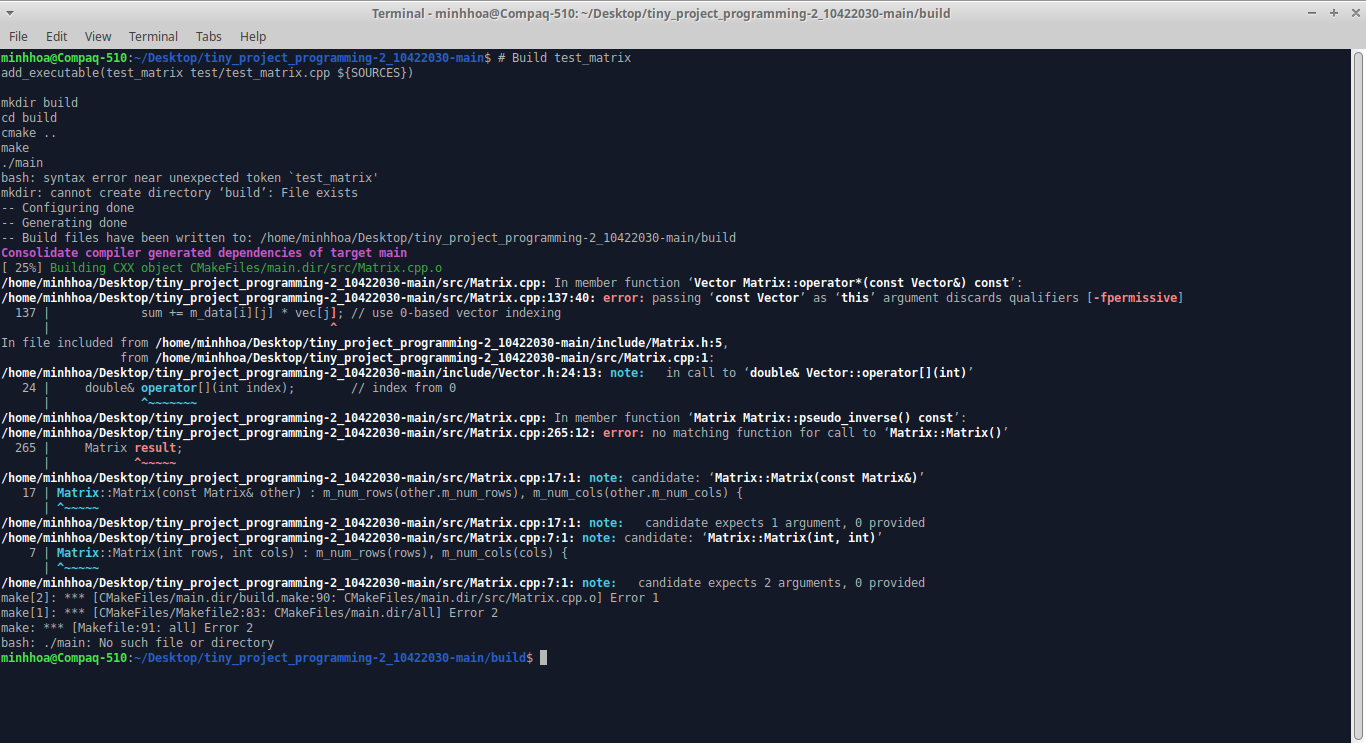 Terminal - minhhoa@Compaq-510: ~/Desktop/tiny_project_programming-2_10422030-main/build
File Edit View Terminal Tabs Help
minhhoa@Compaq-510:~/Desktop/tiny_project_programming-2_10422030-main$ # Build test_matrix
add_executable(test_matrix test/test_matrix.cpp ${SOURCES})
mkdir build
cd build
cmake ..
make
./main
bash: syntax error near unexpected token `test_matrix'
mkdir: cannot create directory ‘build’: File exists
-- Configuring done
-- Generating done
-- Build files have been written to: /home/minhhoa/Desktop/tiny_project_programming-2_10422030-main/build
Consolidate compiler generated dependencies of target main
[ 25%] Building CXX object CMakeFiles/main.dir/src/Matrix.cpp.o
/home/minhhoa/Desktop/tiny_project_programming-2_10422030-main/src/Matrix.cpp: In member function ‘Vector Matrix::operator*(const Vector&) const’:
/home/minhhoa/Desktop/tiny_project_programming-2_10422030-main/src/Matrix.cpp:137:40: error: passing ‘const Vector’ as ‘this’ argument discards qualifiers [-fpermissive]
  137 |             sum += m_data[i][j] * vec[j]; // use 0-based vector indexing
      |                                        ^
In file included from /home/minhhoa/Desktop/tiny_project_programming-2_10422030-main/include/Matrix.h:5,
                 from /home/minhhoa/Desktop/tiny_project_programming-2_10422030-main/src/Matrix.cpp:1:
/home/minhhoa/Desktop/tiny_project_programming-2_10422030-main/include/Vector.h:24:13: note:   in call to ‘double& Vector::operator[](int)’
   24 |     double& operator[](int index);        // index from 0
      |             ^~~~~~~~
/home/minhhoa/Desktop/tiny_project_programming-2_10422030-main/src/Matrix.cpp: In member function ‘Matrix Matrix::pseudo_inverse() const’:
/home/minhhoa/Desktop/tiny_project_programming-2_10422030-main/src/Matrix.cpp:265:12: error: no matching function for call to ‘Matrix::Matrix()’
  265 |     Matrix result;
      |            ^~~~~~
/home/minhhoa/Desktop/tiny_project_programming-2_10422030-main/src/Matrix.cpp:17:1: note: candidate: ‘Matrix::Matrix(const Matrix&)’
   17 | Matrix::Matrix(const Matrix& other) : m_num_rows(other.m_num_rows), m_num_cols(other.m_num_cols) {
      | ^~~~~~
/home/minhhoa/Desktop/tiny_project_programming-2_10422030-main/src/Matrix.cpp:17:1: note:   candidate expects 1 argument, 0 provided
/home/minhhoa/Desktop/tiny_project_programming-2_10422030-main/src/Matrix.cpp:7:1: note: candidate: ‘Matrix::Matrix(int, int)’
    7 | Matrix::Matrix(int rows, int cols) : m_num_rows(rows), m_num_cols(cols) {
      | ^~~~~~
/home/minhhoa/Desktop/tiny_project_programming-2_10422030-main/src/Matrix.cpp:7:1: note:   candidate expects 2 arguments, 0 provided
make[2]: *** [CMakeFiles/main.dir/build.make:90: CMakeFiles/main.dir/src/Matrix.cpp.o] Error 1
make[1]: *** [CMakeFiles/Makefile2:83: CMakeFiles/main.dir/all] Error 2
make: *** [Makefile:91: all] Error 2
bash: ./main: No such file or directory
minhhoa@Compaq-510:~/Desktop/tiny_project_programming-2_10422030-main/build$